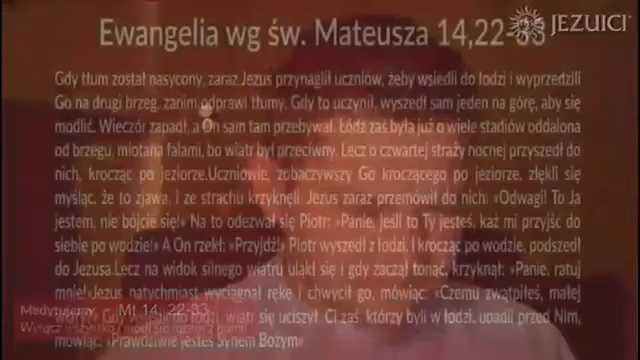 JEZUICI
Ewangelia wg św. Mateusza 14,22-33
Gdy tłum został nasycony, zaraz Jezus przynaglił uczniów, żeby wsiedli do łodzi i wyprzedzili
Go na drugi brzeg, zanim odprawi tłumy. Gdy to uczynił, wyszedł sam jeden na górę, aby się
modlić. Wieczór zapadł, a On sam tam przebywał. Łódź zaś była już o wiele stadiów oddalona
od brzegu, miotana falami, bo wiatr był przeciwny. Lecz o czwartej straży nocnej przyszedł do
nich, krocząc po jeziorze.Uczniowie, zobaczywszy Go kroczącego po jeziorze, zlękli się
myśląc, że to zjawa, i ze strachu krzyknęli. Jezus zaraz przemówił do nich: «Odwagi! To Ja
jestem, nie bójcie się!» Na to odezwał się Piotr: «Panie, jeśli to Ty jesteś, każ mi przyjść do
siebie po wodzie!» A On rzekł: «Przyjdź!» Piotr wyszedł z łodzi, i krocząc po wodzie, podszedł
do Jezusa.Lecz na widok silnego wiatru uląkł się i gdy zaczął tonąć, krzyknął: «Panie, ratuj
mnie!»Jezus natychmiast wyciągnął rękę i chwycił go, mówiąc: «Czemu zwątpiłeś, małej
Gdy do łodzi, wiatr się uciszył. Ci zaś, którzy byli w łodzi, upadli przed Nim,
mówiąc: «Prawdziwie jesteś Synem Bożym»
Medytujemy Mt 14, 22-33